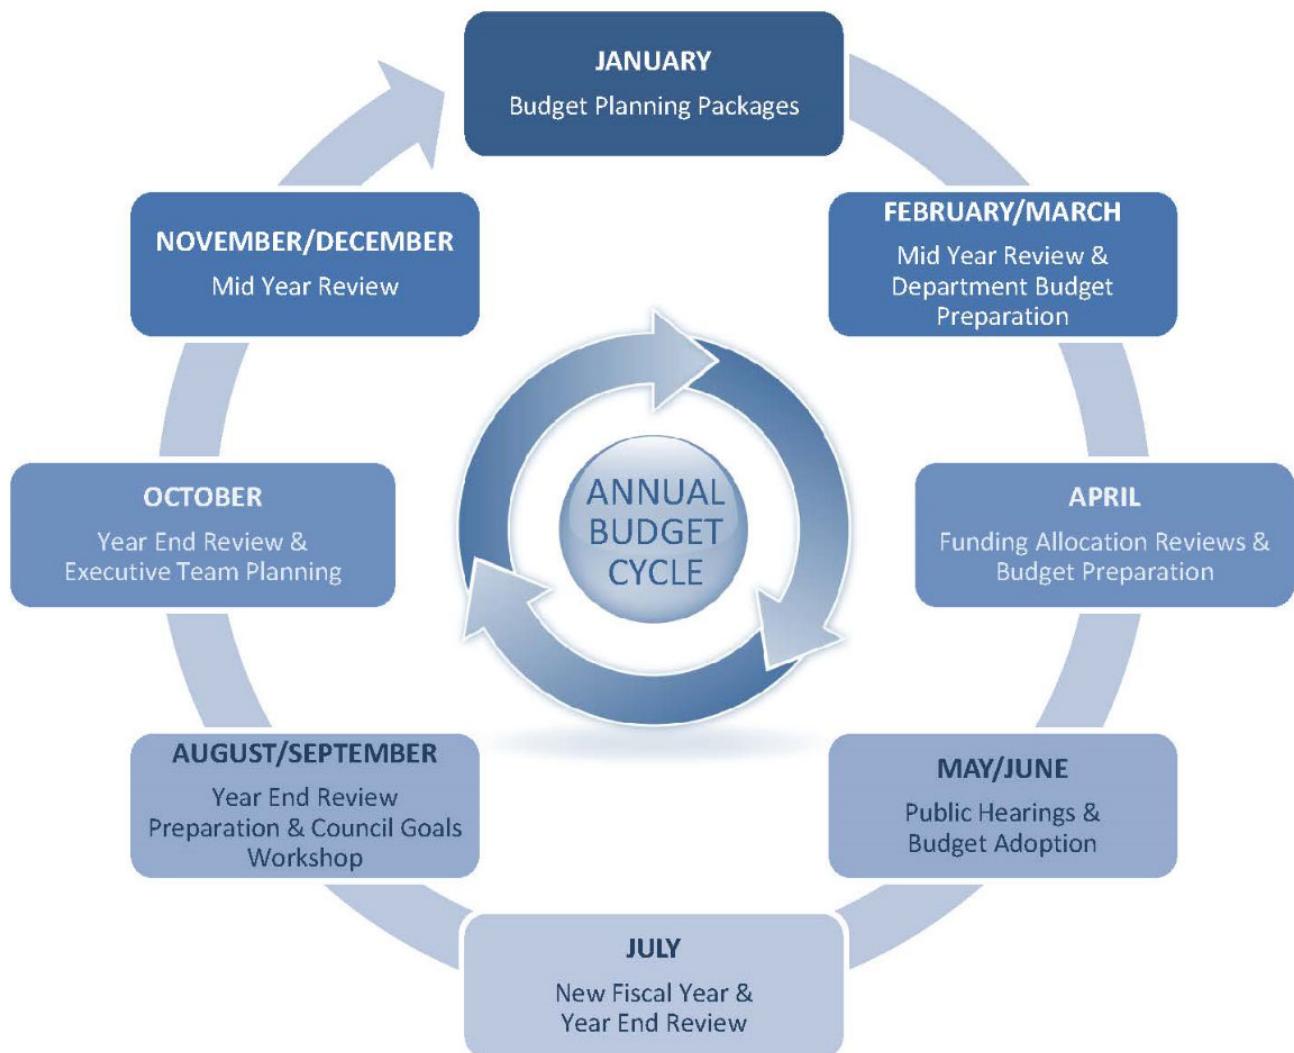 JANUARY
Budget Planning Packages
FEBRUARY/MARCH
Mid Year Review &
Department Budget
Preparation
APRIL
Funding Allocation Reviews &
Budget Preparation
MAY/JUNE
Public Hearings &
Budget Adoption
JULY
New Fiscal Year &
Year End Review
AUGUST/SEPTEMBER
Year End Review
Preparation & Council Goals
Workshop
OCTOBER
Year End Review &
Executive Team Planning
NOVEMBER/DECEMBER
Mid Year Review
ANNUAL
BUDGET
CYCLE